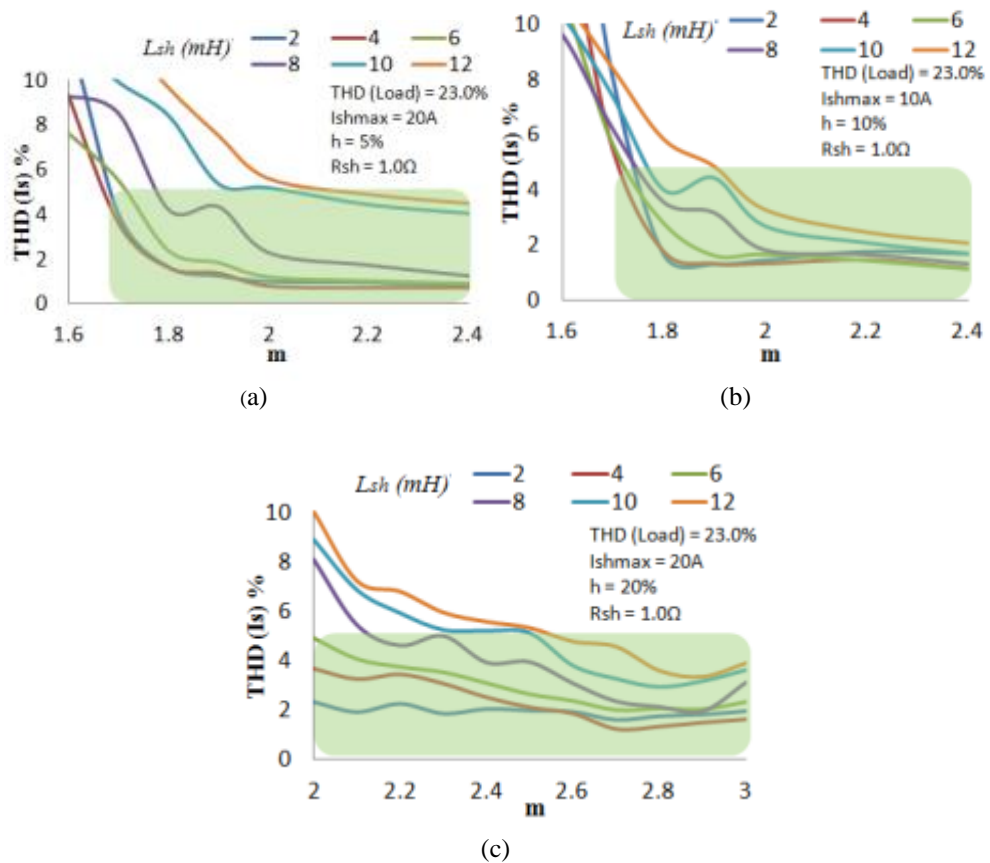 (a)
Lsh (mH)' 2 4 6
8 10 12
THD (Load) = 23.0%
Ishmax = 20A
h = 5%
Rsh = 1.0Ω
THD (Is) %
10
8
6
4
2
0
1.6 1.8 2 2.2 2.4
m
(a)
(b)
Lsh (mH)' 2 4 6
8 10 12
THD (Load) = 23.0%
Ishmax = 10A
h = 10%
Rsh = 1.0Ω
THD (Is) %
10
8
6
4
2
0
1.6 1.8 2 2.2 2.4
m
(b)
Lsh (mH)' 2 4 6
8 10 12
THD (Load) = 23.0%
Ishmax = 20A
h = 20%
Rsh = 1.0Ω
THD (Is) %
10
8
6
4
2
0
2 2.2 2.4 2.6 2.8 3
m
(c)